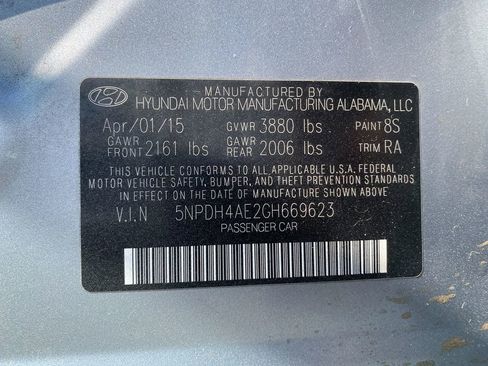 MANUFACTURED BY
HYUNDAI MOTOR MANUFACTURING ALABAMA, LLC
Apr/01/15 GVWR 3880 lbs PAINT 8S
GAWR FRONT 2161 lbs GAWR REAR 2006 lbs TRIM RA
THIS VEHICLE CONFORMS TO ALL APPLICABLE U.S.A. FEDERAL
MOTOR VEHICLE SAFETY, BUMPER, AND THEFT PREVENTION
STANDARDS IN EFFECT ON THE DATE OF MANUFACTURE SHOWN ABOVE.
V.I.N 5NPDH4AE2GH669623
PASSENGER CAR